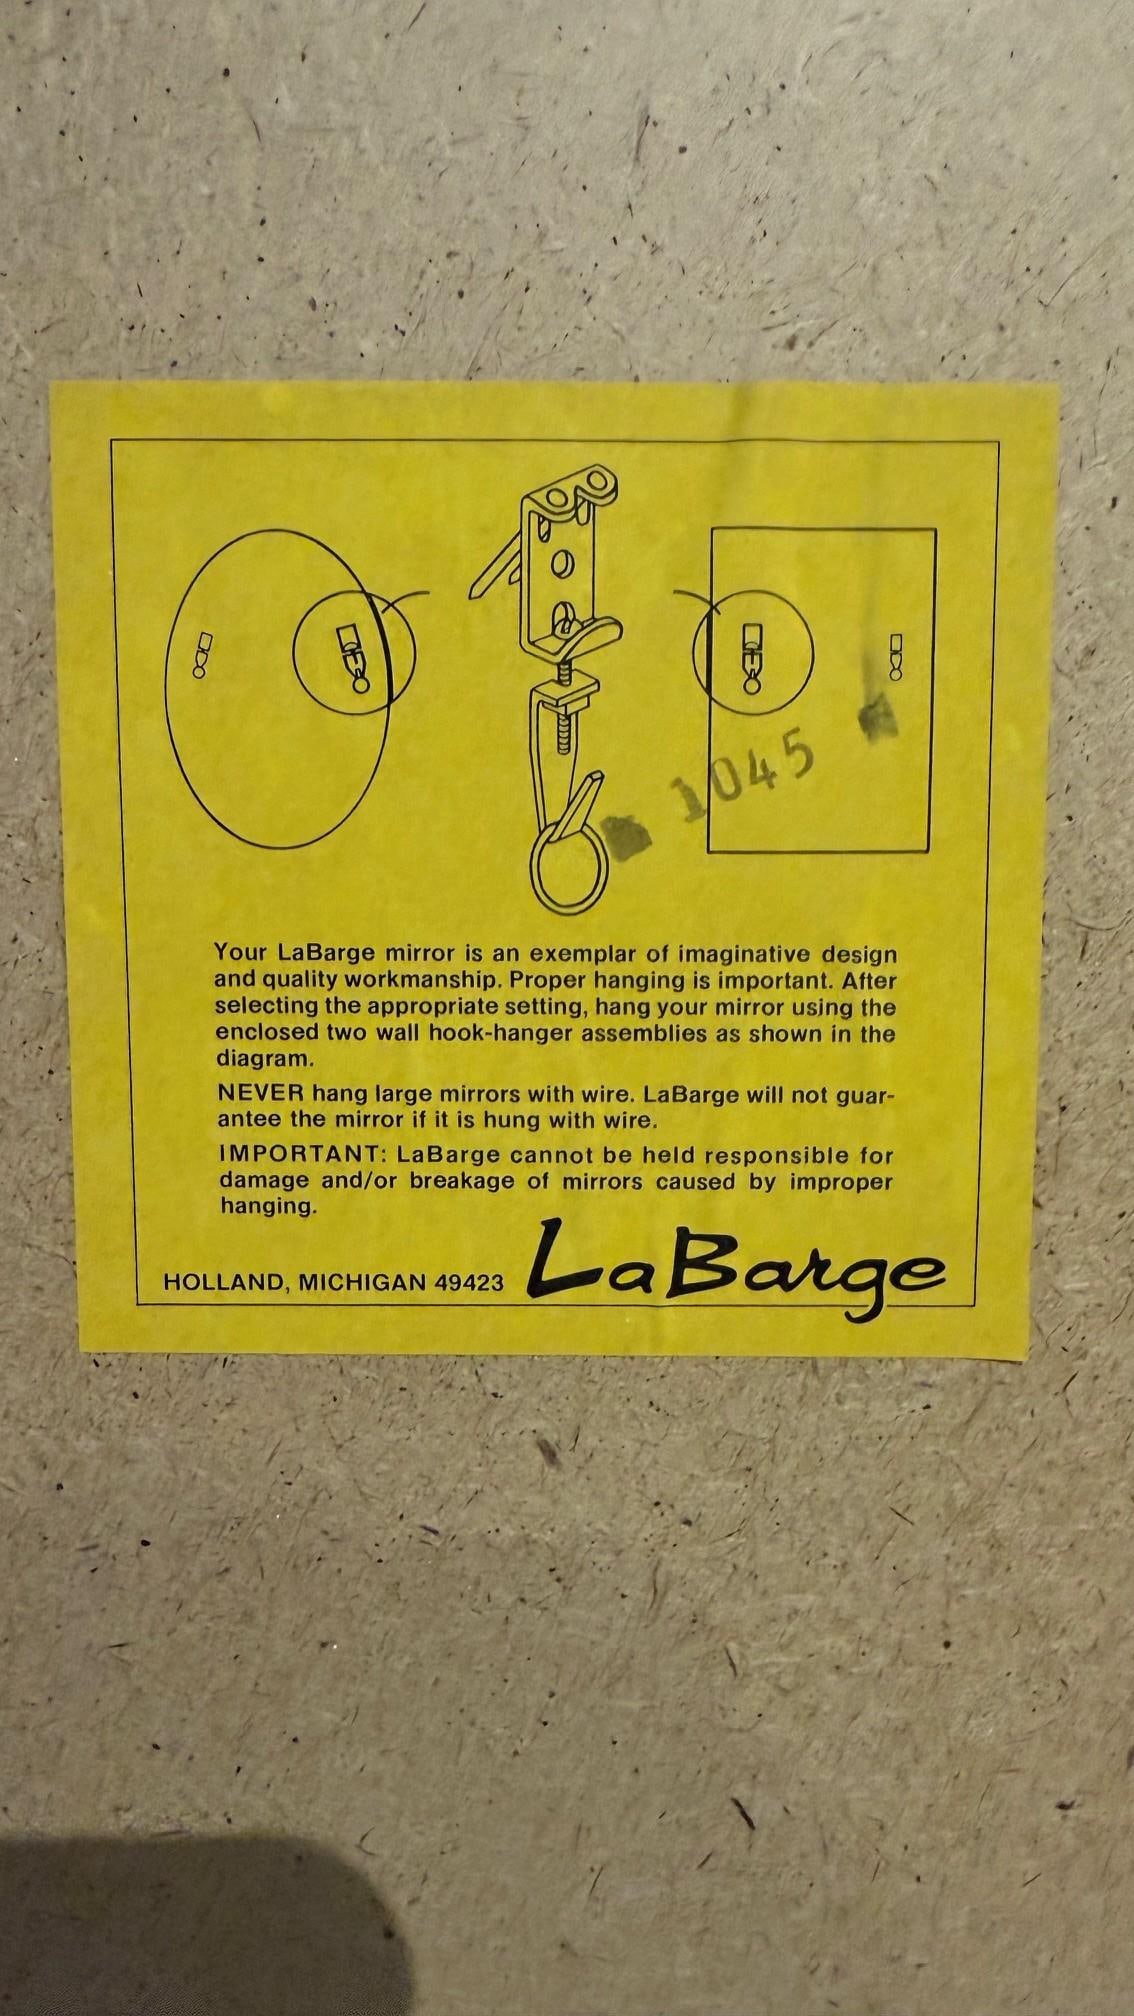 1045
Your LaBarge mirror is an exemplar of imaginative design
and quality workmanship. Proper hanging is important. After
selecting the appropriate setting, hang your mirror using the
enclosed two wall hook-hanger assemblies as shown in the
diagram.
NEVER hang large mirrors with wire. LaBarge will not guar-
antee the mirror if it is hung with wire.
IMPORTANT: LaBarge cannot be held responsible for
damage and/or breakage of mirrors caused by improper
hanging.
HOLLAND, MICHIGAN 49423 LaBarge